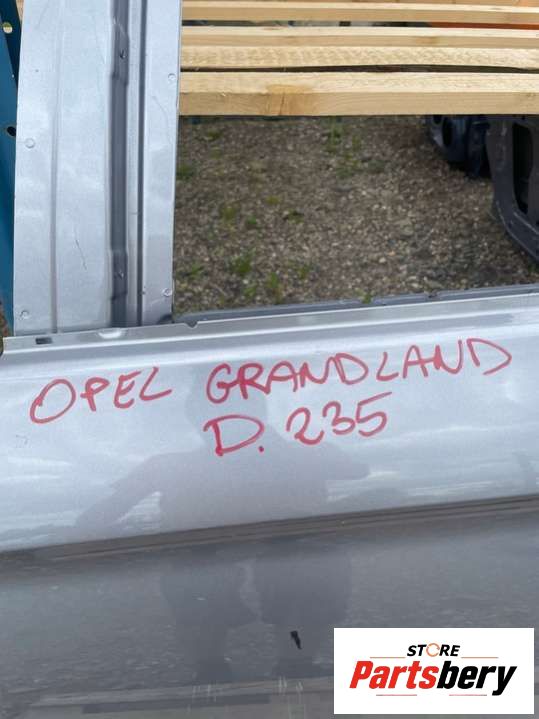 OPEL GRANDLAND
D. 235
STORE
Partsbery